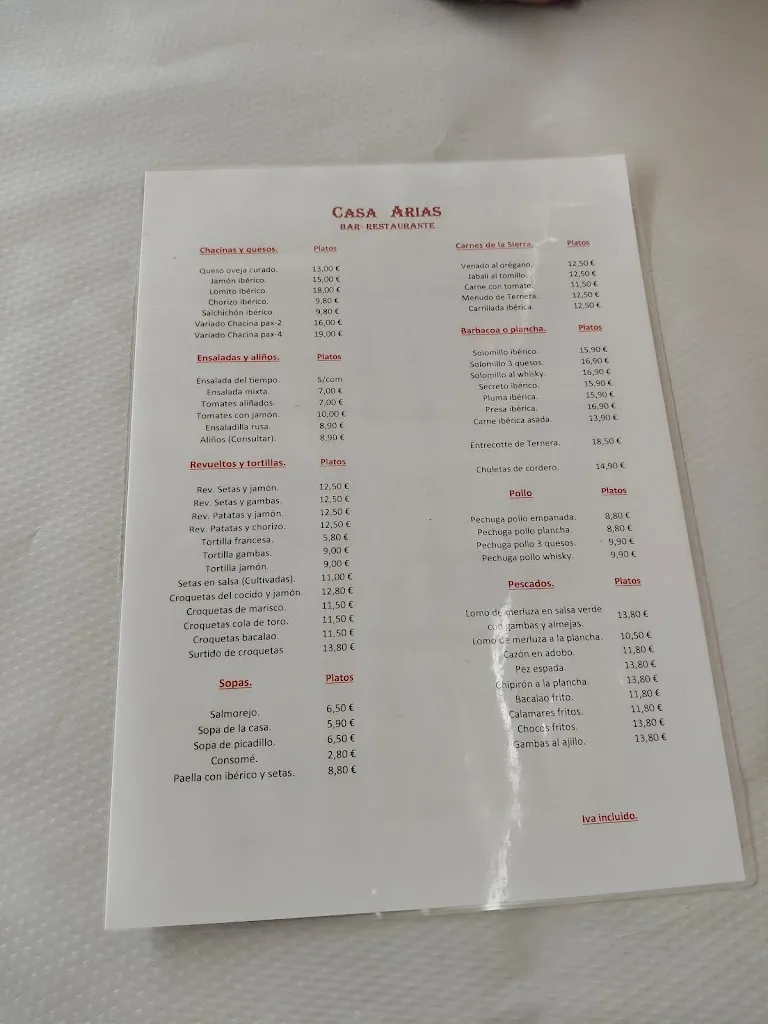 CASA ARIAS
BAR-RESTAURANTE
Chacinas y quesos. Platos
Queso oveja curado. 13,00 €
Jamón ibérico. 15,00 €
Lomito ibérico. 18,00 €
Chorizo ibérico. 9,80 €
Salchichón ibérico. 9,80 €
Variado Chacina pax-2 16,00 €
Variado Chacina pax-4 19,00 €
Ensaladas y aliños. Platos
Ensalada del tiempo. S/com
Ensalada mixta. 7,00 €
Tomates aliñados. 7,00 €
Tomates con jamón. 10,00 €
Ensaladilla rusa. 8,90 €
Aliños (Consultar). 8,90 €
Revueltos y tortillas. Platos
Rev. Setas y jamón. 12,50 €
Rev. Setas y gambas. 12,50 €
Rev. Patatas y jamón. 12,50 €
Rev. Patatas y chorizo. 12,50 €
Tortilla francesa. 5,80 €
Tortilla gambas. 9,00 €
Tortilla jamón. 9,00 €
Setas en salsa (Cultivadas). 11,00 €
Croquetas del cocido y jamón. 12,80 €
Croquetas de marisco. 11,50 €
Croquetas cola de toro. 11,50 €
Croquetas bacalao. 11,50 €
Surtido de croquetas 13,80 €
Sopas. Platos
Salmorejo. 6,50 €
Sopa de la casa. 5,90 €
Sopa de picadillo. 6,50 €
Consomé. 2,80 €
Paella con ibérico y setas. 8,80 €
Carnes de la Sierra. Platos
Venado al orégano. 12,50 €
Jabalí al tomillo. 12,50 €
Carne con tomate. 11,50 €
Menudo de Ternera. 12,50 €
Carrillada ibérica. 12,50 €
Barbacoa o plancha. Platos
Solomillo ibérico. 15,90 €
Solomillo 3 quesos. 16,90 €
Solomillo al whisky. 16,90 €
Secreto ibérico. 15,90 €
Pluma ibérica. 15,90 €
Presa ibérica. 16,90 €
Carne ibérica asada. 13,90 €
Entrecotte de Ternera. 18,50 €
Chuletas de cordero. 14,90 €
Pollo Platos
Pechuga pollo empanada. 8,80 €
Pechuga pollo plancha. 8,80 €
Pechuga pollo 3 quesos. 9,90 €
Pechuga pollo whisky 9,90 €
Pescados. Platos
Lomo de merluza en salsa verde
con gambas y almejas. 13,80 €
Lomo de merluza a la plancha. 10,50 €
Cazón en adobo. 11,80 €
Pez espada. 13,80 €
Chipirón a la plancha. 13,80 €
Bacalao frito. 11,80 €
Calamares fritos. 11,80 €
Chocos fritos. 13,80 €
Gambas al ajillo. 13,80 €
Iva incluido.